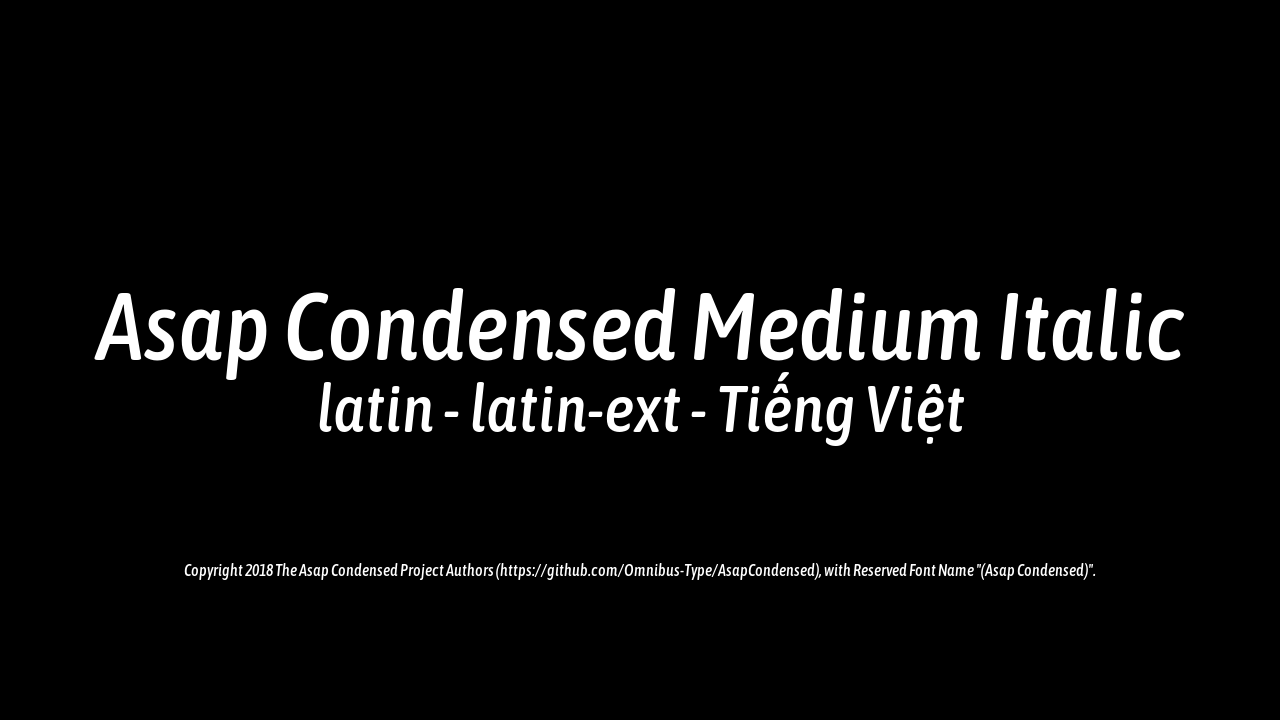 Asap Condensed Medium Italic
latin - latin-ext - Tiếng Việt
Copyright 2018 The Asap Condensed Project Authors (https://github.com/Omnibus-Type/AsapCondensed), with Reserved Font Name "(Asap Condensed)".